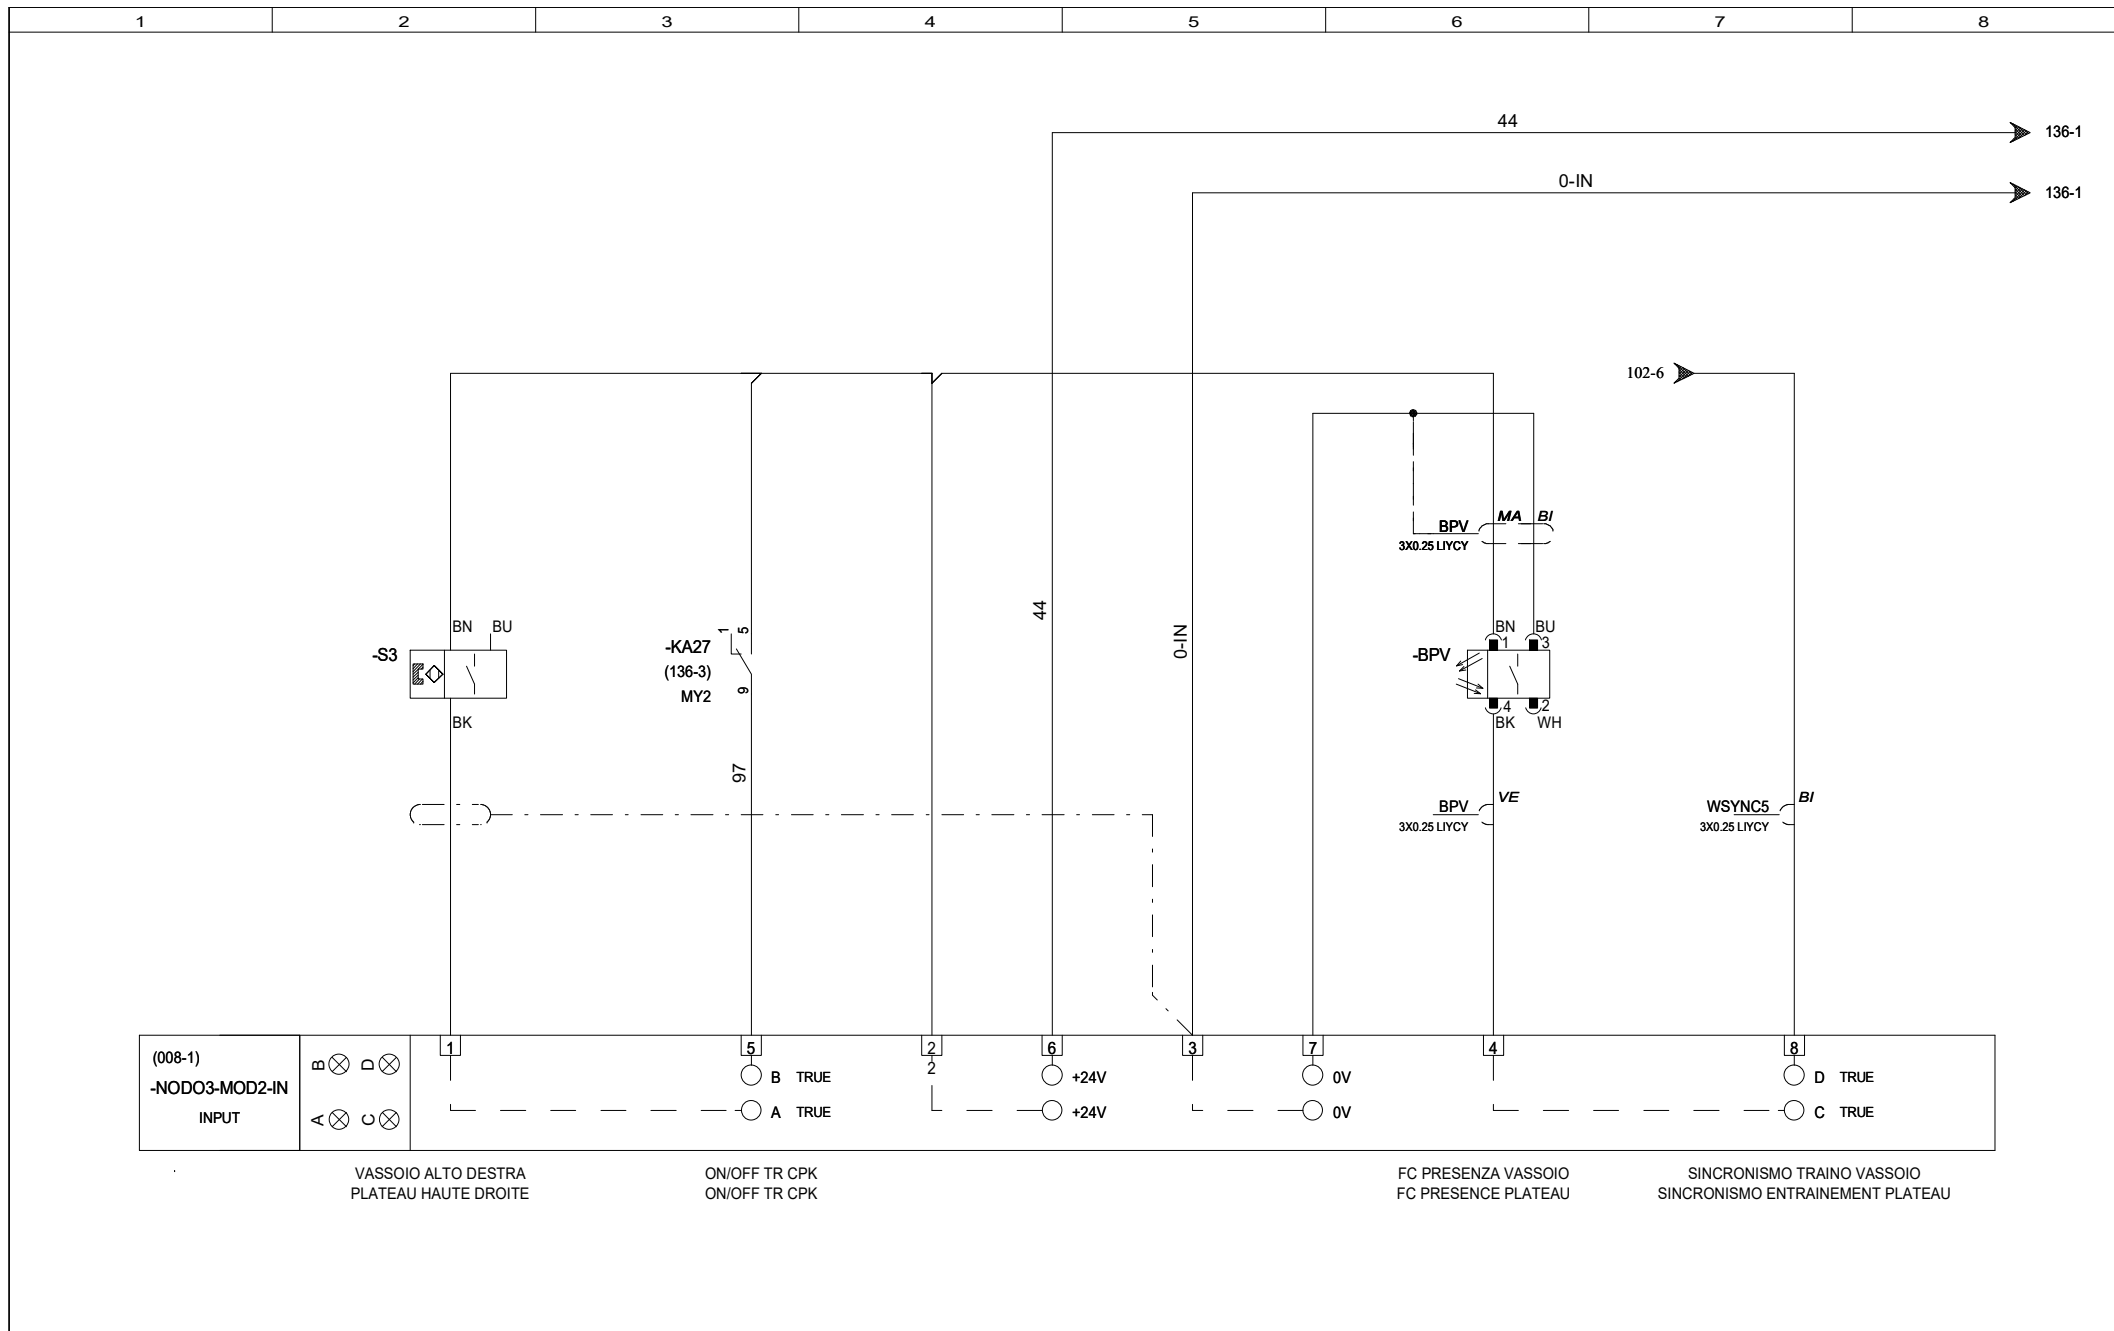 1 2 3 4 5 6 7 8
44
136-1
0-IN
136-1
102-6
MA BI
BPV
3X0.25 LIYCY
44
0-IN
BN BU
-S3
BK
1 5
-KA27
(136-3)
MY2
9
97
BN BU
1 3
-BPV
4 2
BK WH
VE
BPV
3X0.25 LIYCY
BI
WSYNC5
3X0.25 LIYCY
1 5 2 6 3 7 4 8
2
(008-1)
-NODO3-MOD2-IN
INPUT
B D
A C
B TRUE
A TRUE
+24V
+24V
0V
0V
D TRUE
C TRUE
VASSOIO ALTO DESTRA
PLATEAU HAUTE DROITE
ON/OFF TR CPK
ON/OFF TR CPK
FC PRESENZA VASSOIO
FC PRESENCE PLATEAU
SINCRONISMO TRAINO VASSOIO
SINCRONISMO ENTRAINEMENT PLATEAU